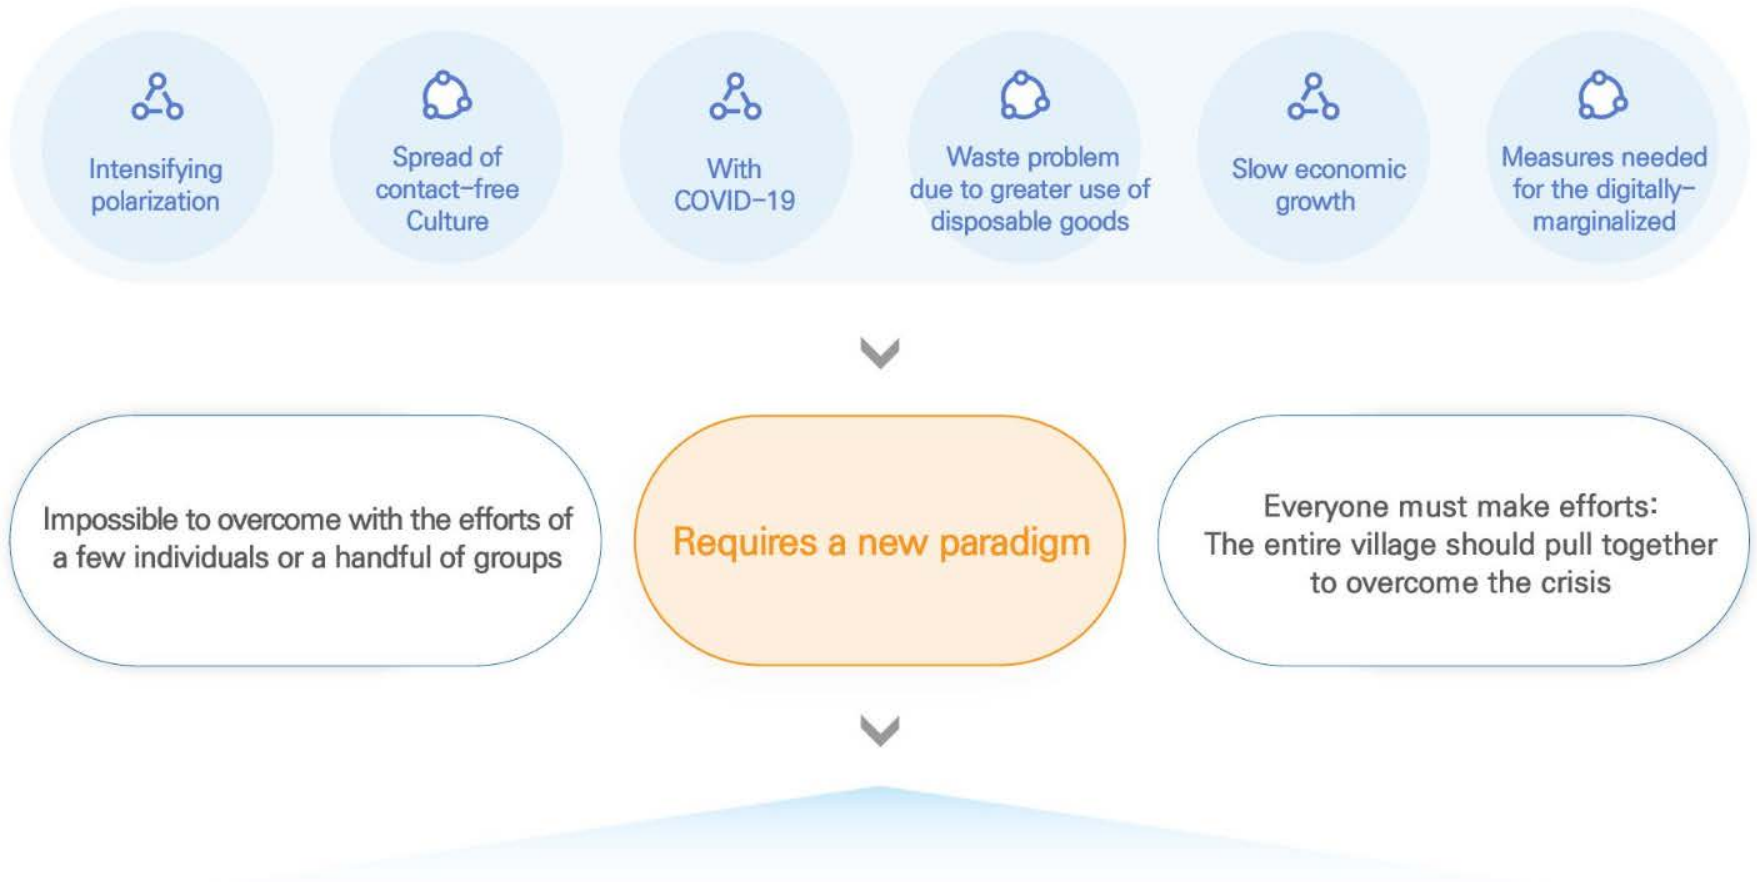 Intensifying
polarization
Spread of
contact-free
Culture
With
COVID-19
Waste problem
due to greater use of
disposable goods
Slow economic
growth
Measures needed
for the digitally-
marginalized
Impossible to overcome with the efforts of
a few individuals or a handful of groups
Requires a new paradigm
Everyone must make efforts:
The entire village should pull together
to overcome the crisis